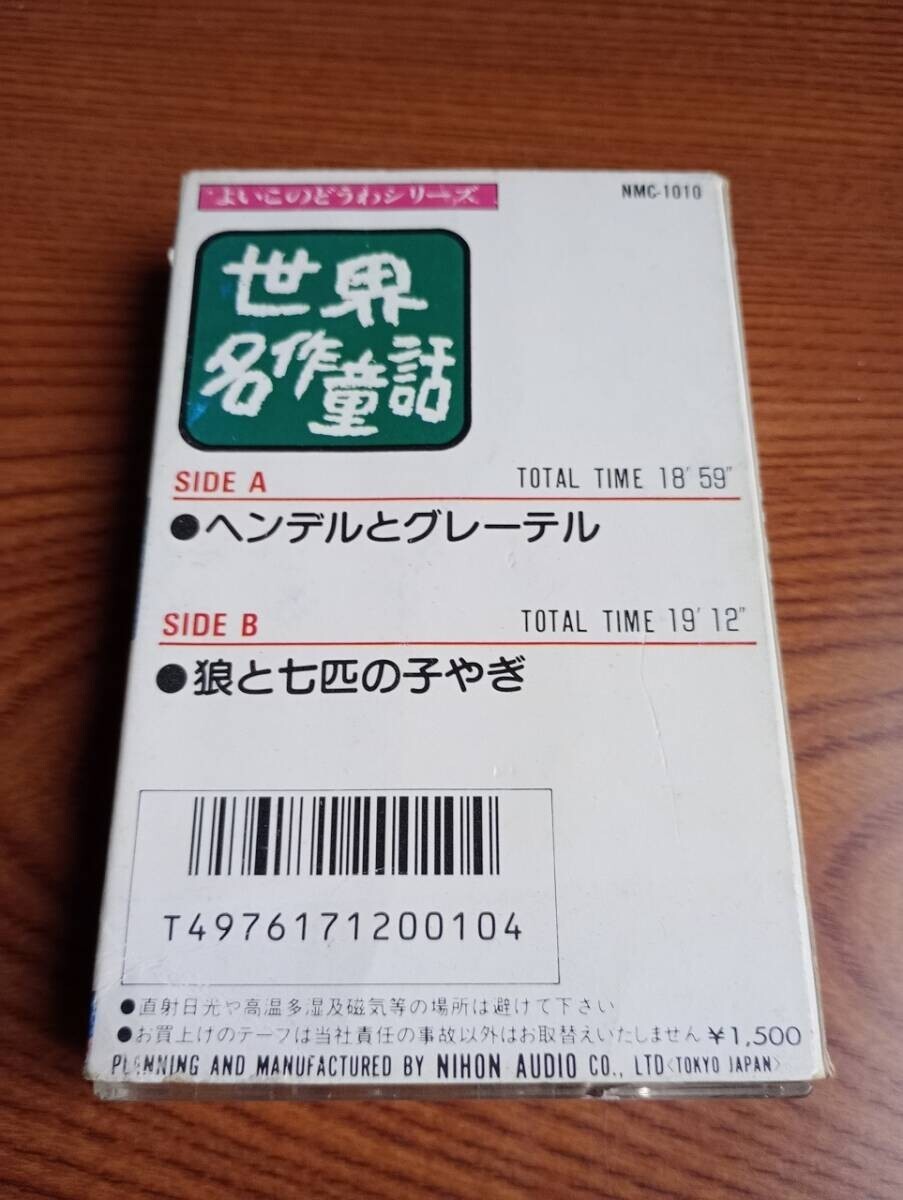 よいこのどうわシリーズ
NMC-1010
世界
名作童話
SIDE A TOTAL TIME 18'59"
●ヘンデルとグレーテル
SIDE B TOTAL TIME 19'12"
●狼と七匹の子やぎ
T4976171200104
●直射日光や高温多湿及磁気等の場所は避けて下さい
●お買上げのテープは当社責任の事故以外はお取替えいたしません ¥1,500
PLANNING AND MANUFACTURED BY NIHON AUDIO CO., LTD〈TOKYO JAPAN〉